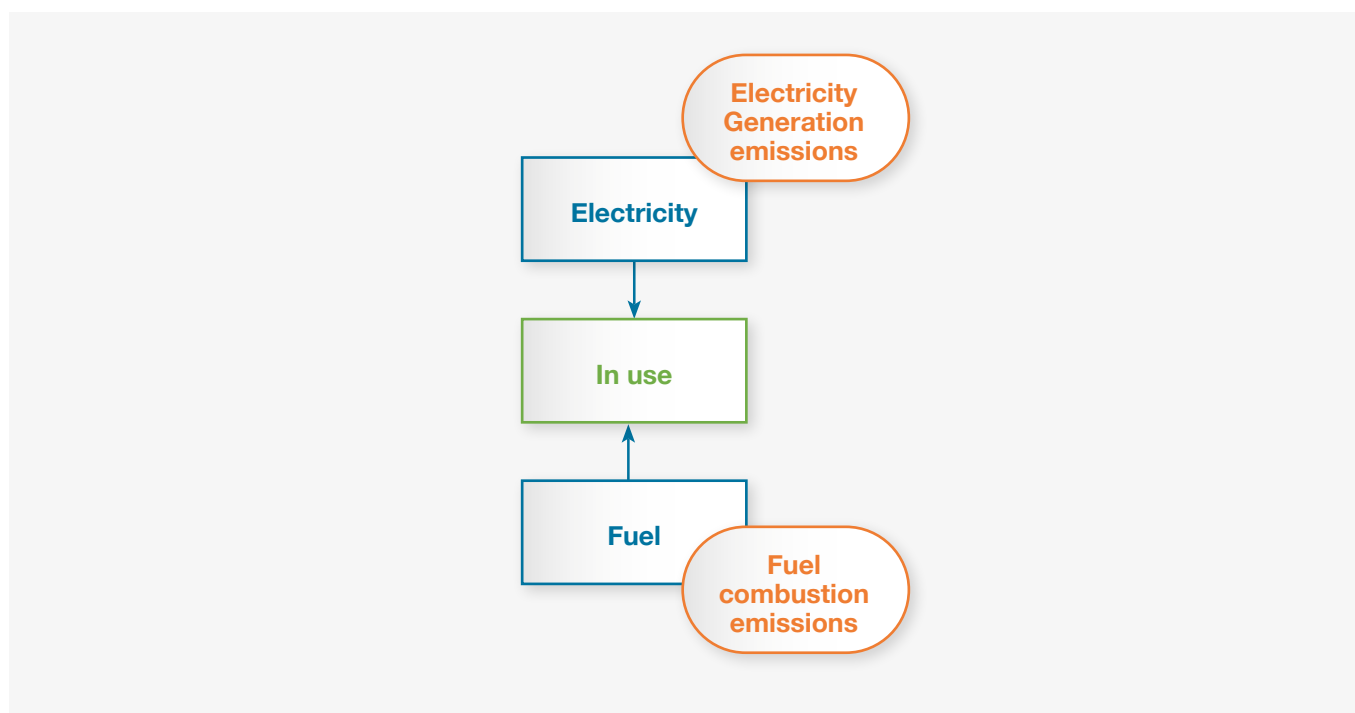 Electricity
Generation
emissions
Electricity
In use
Fuel
Fuel
combustion
emissions